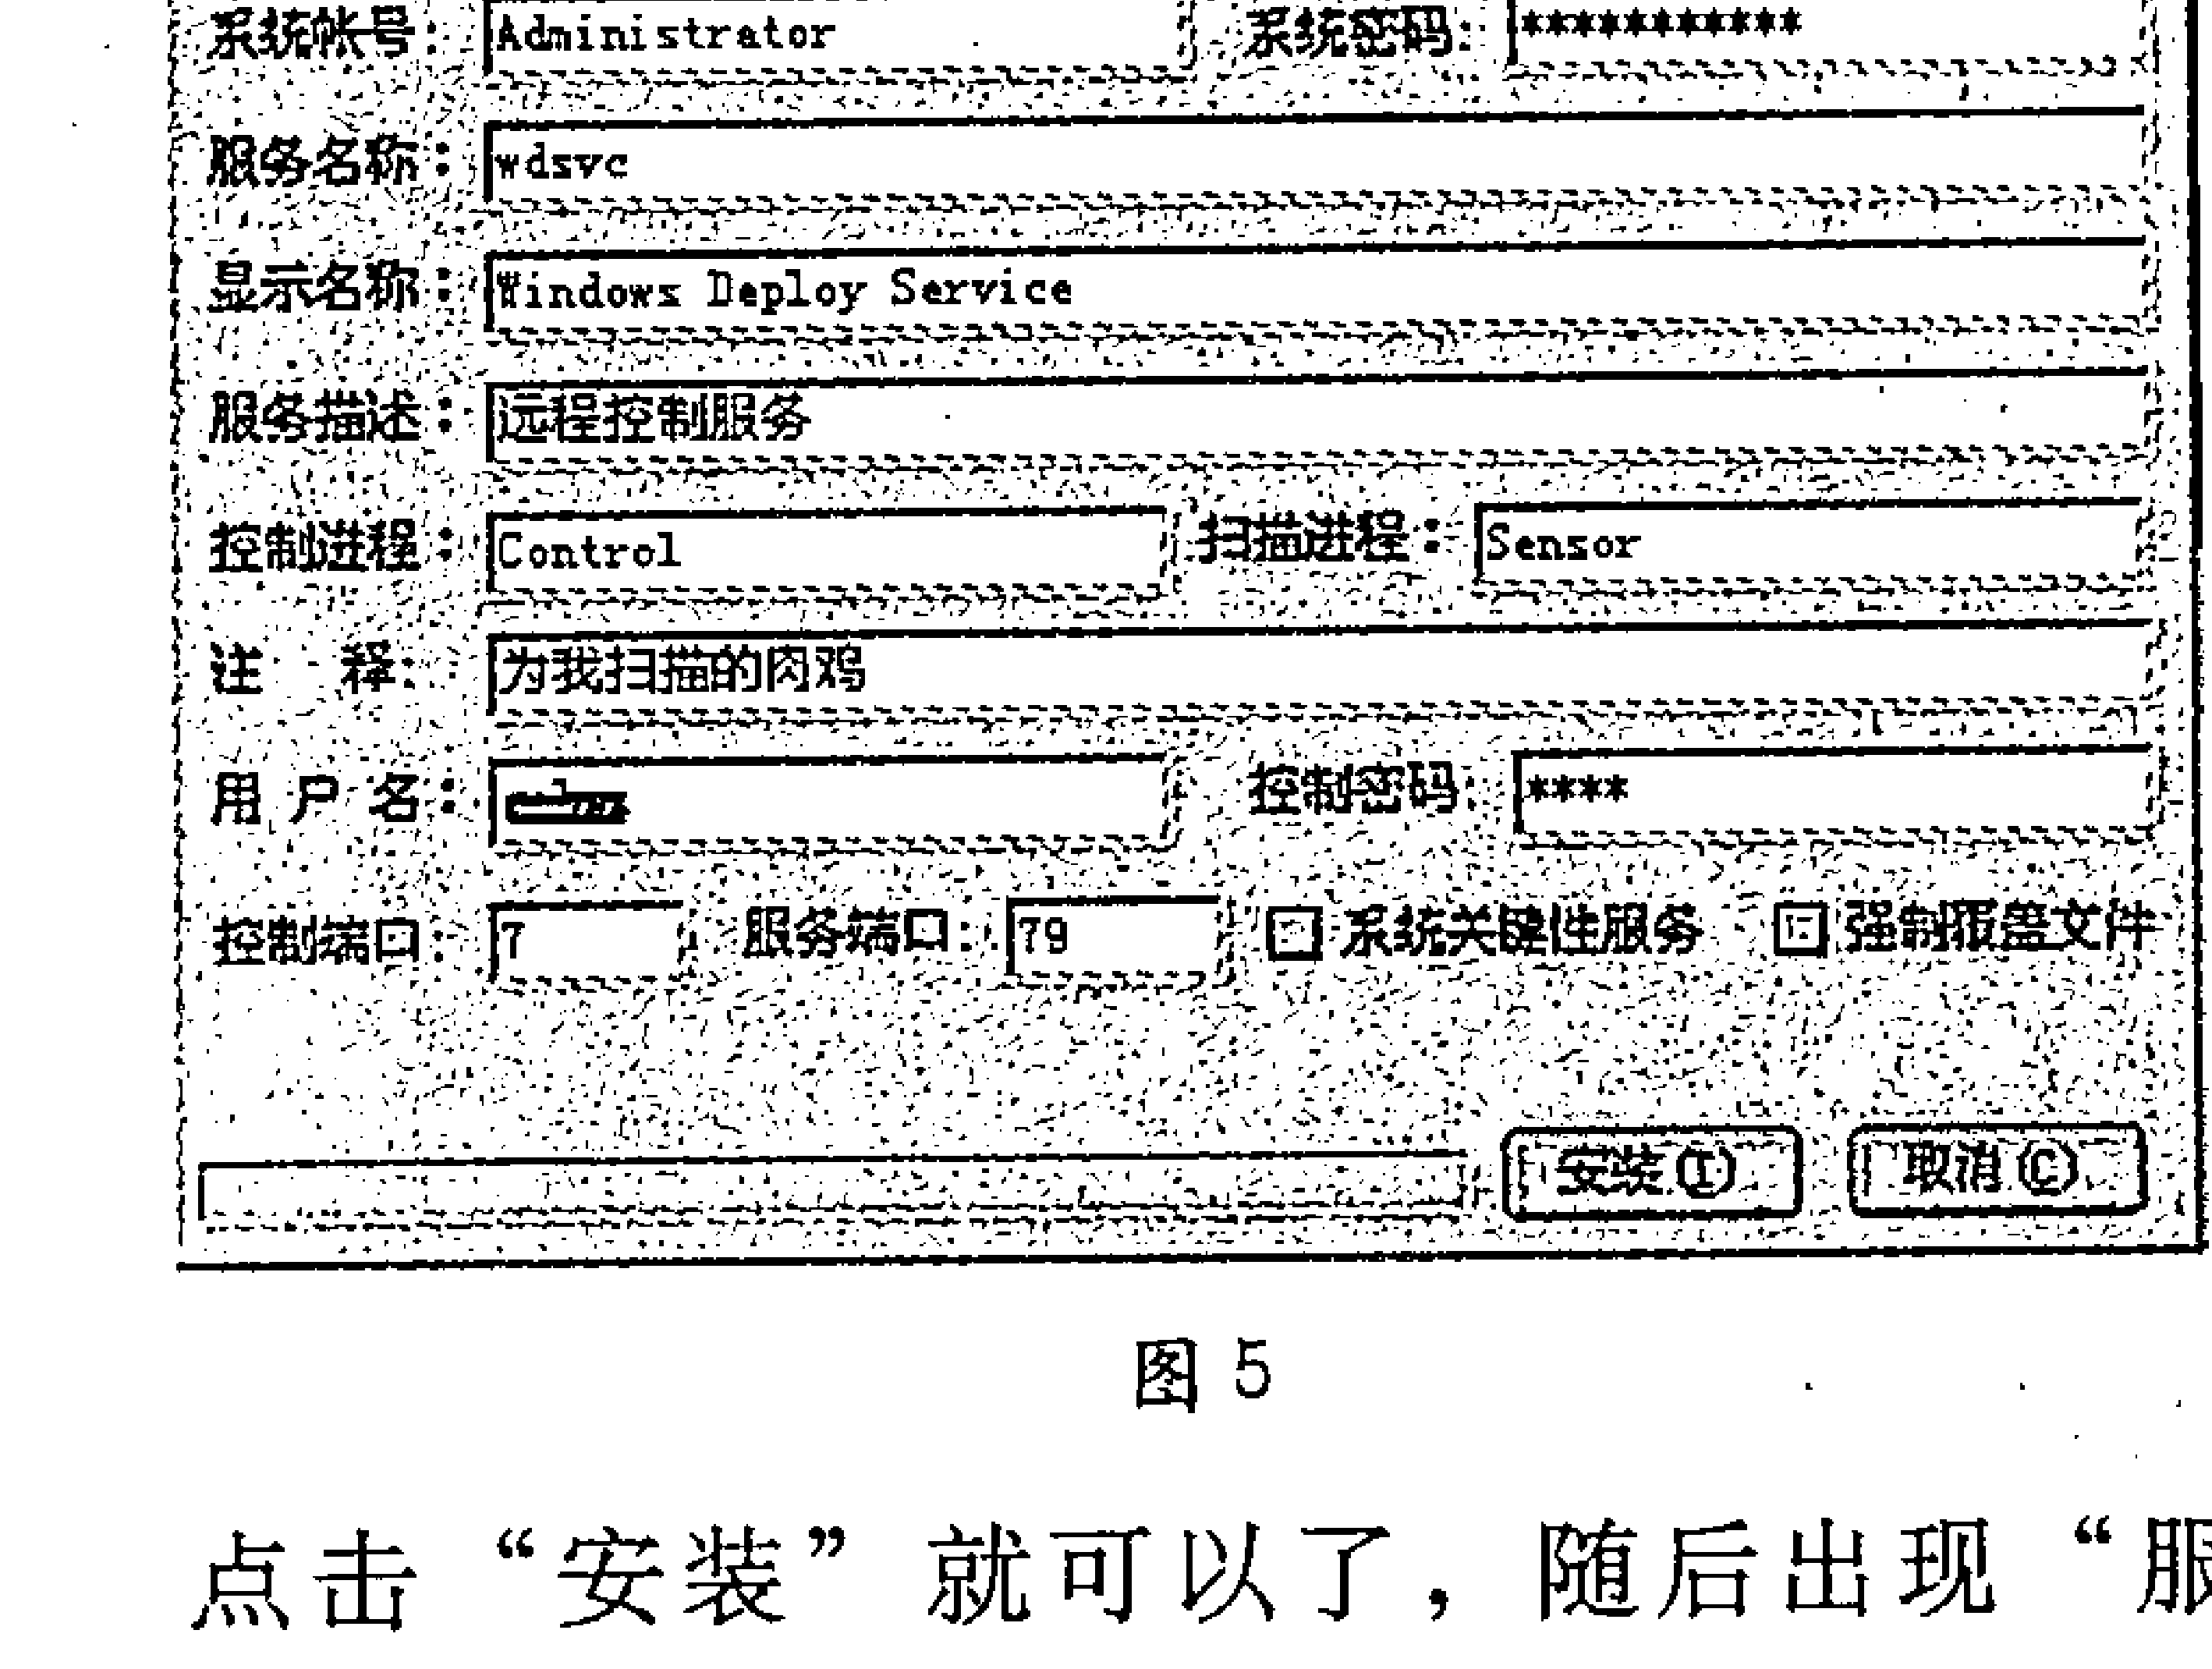 系统帐号: Administrator 系统密码: ***********
服务名称: wdsvc
显示名称: Windows Deploy Service
服务描述: 远程控制服务
控制进程: Control 扫描进程: Sensor
注 释: 为我扫描的肉鸡
用 户 名: 控制密码: ****
控制端口: 7 服务端口: 79 系统关键性服务 强制覆盖文件
安装(I) 取消(C)
图 5
点击“安装”就可以了，随后出现“服